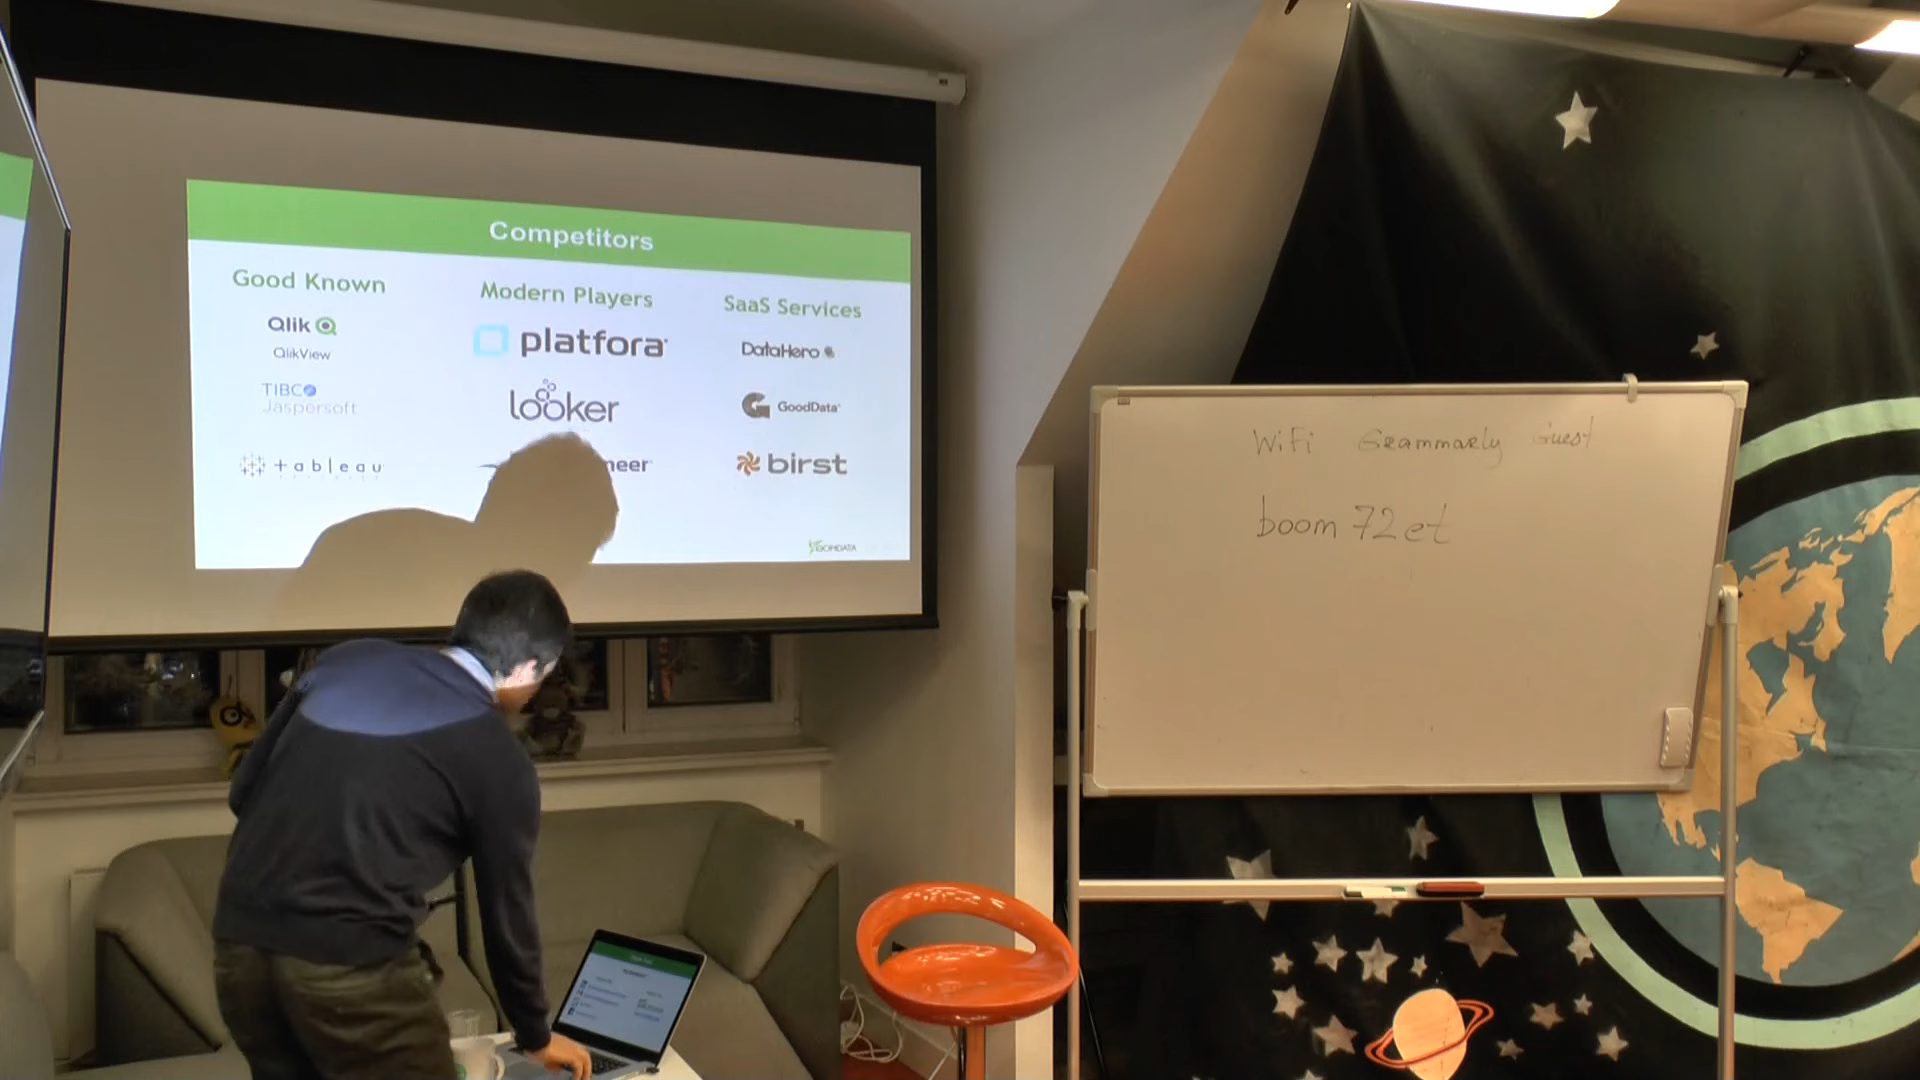 Competitors
Good Known
Modern Players
SaaS Services
Qlik
QlikView
platfora
DataHero
TIBCO
Jaspersoft
looker
GoodData
+ a b l e a u
neer
birst
WiFi Grammarly Guest
boom 72et